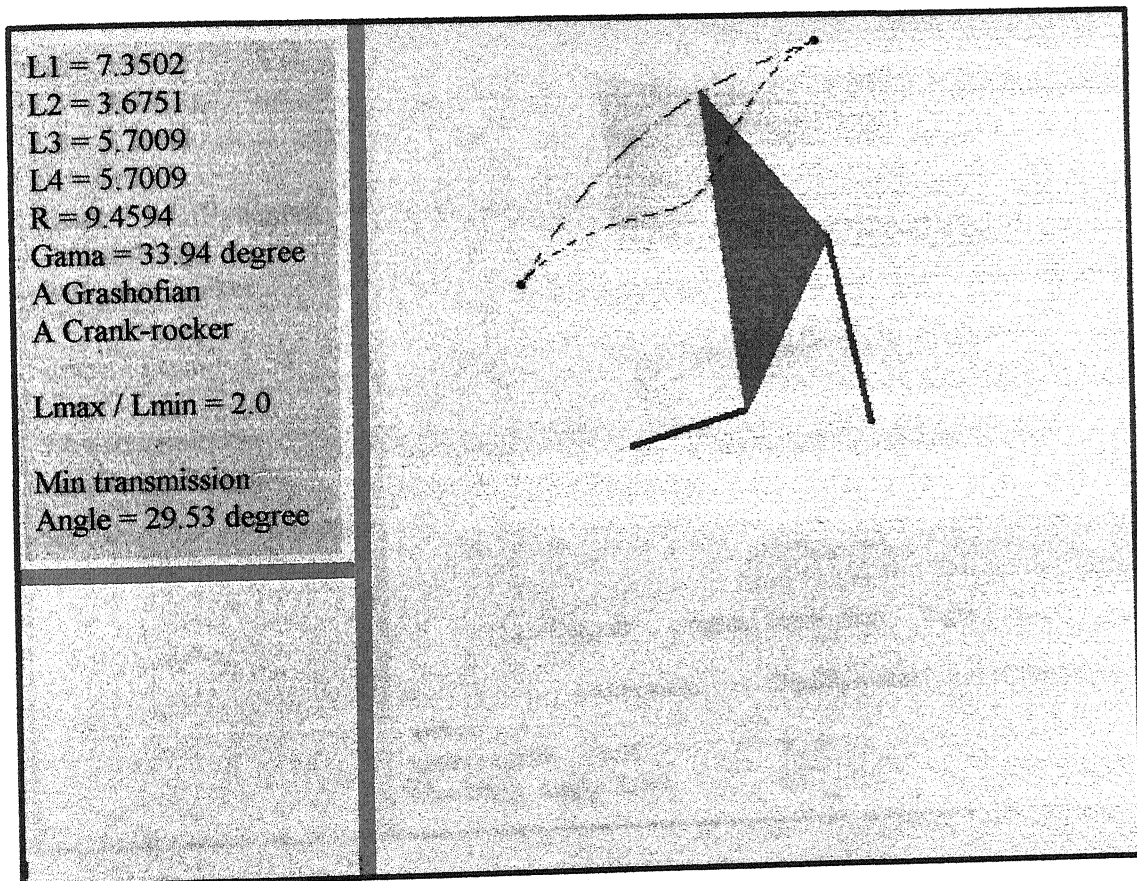 L1 = 7.3502
L2 = 3.6751
L3 = 5.7009
L4 = 5.7009
R = 9.4594
Gama = 33.94 degree
A Grashofian
A Crank-rocker
Lmax / Lmin = 2.0
Min transmission
Angle = 29.53 degree